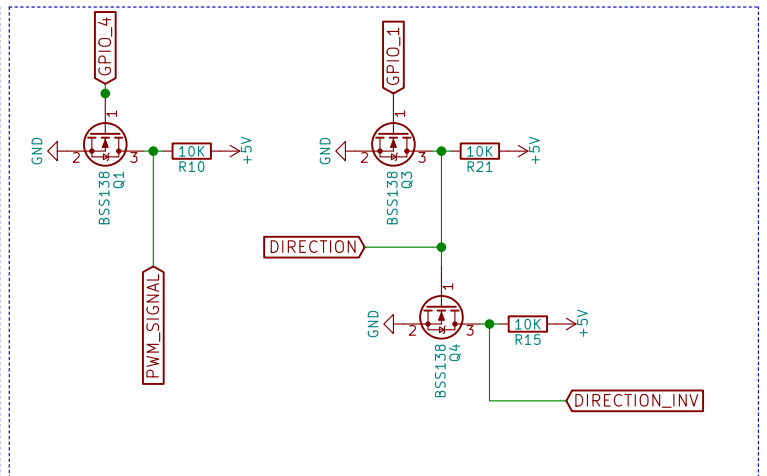 GPIO_4
1
GND
2
3
10K
R10
+5V
BSS138
Q1
PWM_SIGNAL
GPIO_1
1
GND
2
3
10K
R21
+5V
BSS138
Q3
DIRECTION
1
GND
2
3
10K
R15
+5V
BSS138
Q4
DIRECTION_INV